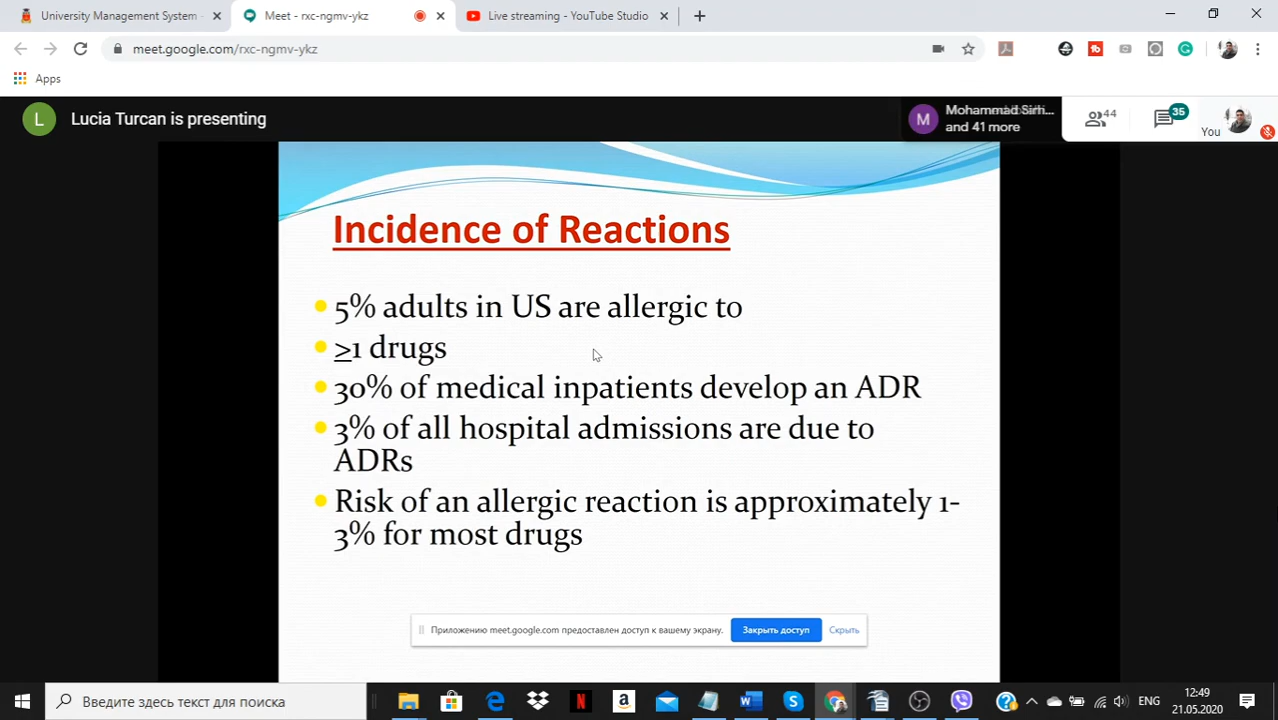 University Management System -
Meet - rxc-ngmv-ykz
Live streaming - YouTube Studio
meet.google.com/rxc-ngmv-ykz
Apps
L
Lucia Turcan is presenting
M
and 41 more
44
35
You
Incidence of Reactions
5% adults in US are allergic to
≥1 drugs
30% of medical inpatients develop an ADR
3% of all hospital admissions are due to
ADRs
Risk of an allergic reaction is approximately 1-
3% for most drugs
Приложению meet.google.com предоставлен доступ к вашему экрану.
Закрыть доступ
Скрыть
Введите здесь текст для поиска
ENG
12:49
21.05.2020